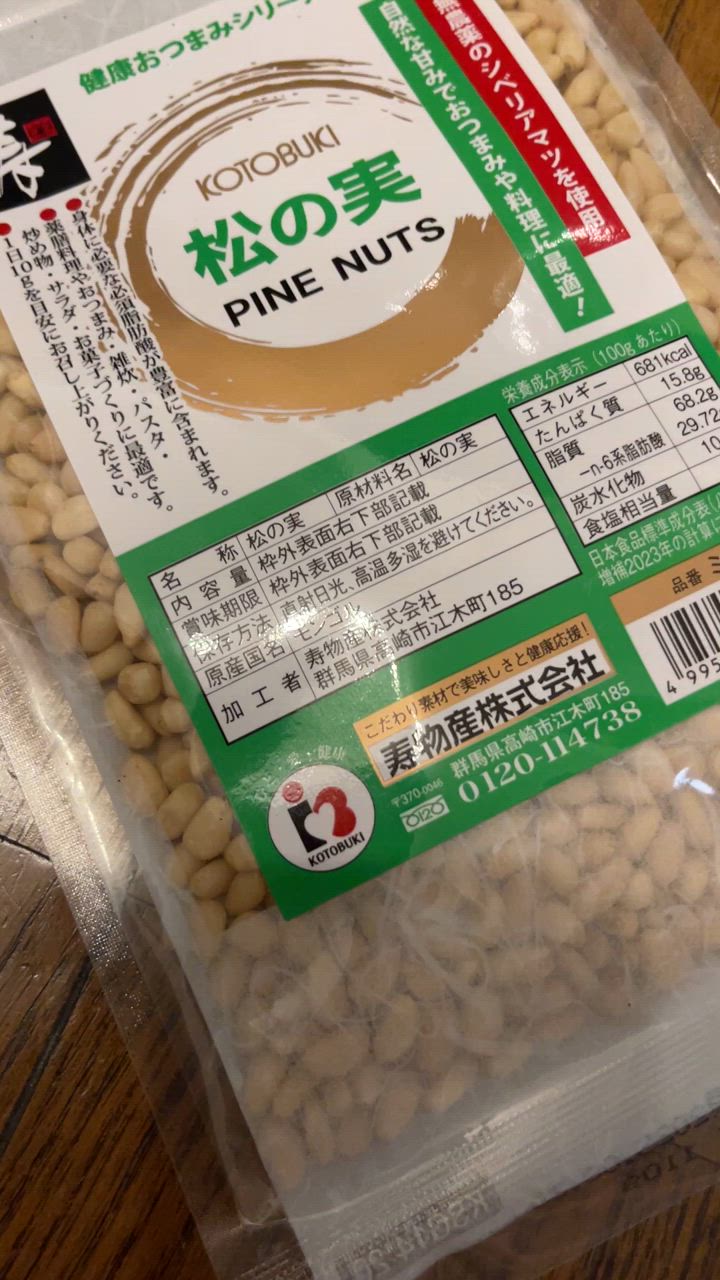 健康おつまみシリー
寿
KOTOBUKI
松の実
PINE NUTS
無農薬のシベリアマツを使用
自然な甘みでおつまみや料理に最適！
●身体に必要な必須脂肪酸が豊富に含まれます。
●薬膳料理やおつまみ、雑炊・パスタ・
炒め物・サラダ・お菓子づくりに最適です。
●1日10gを目安にお召し上がりください。
名称 松の実 原材料名 松の実
内容量 枠外表面右下部記載
賞味期限 枠外表面右下部記載
保存方法 直射日光、高温多湿を避けてください。
原産国名 モンゴル
加工者 寿物産株式会社
群馬県高崎市江木町185
栄養成分表示（100gあたり）
エネルギー 681kcal
たんぱく質 15.8g
脂質 68.2g
-n-6系脂肪酸 29.72
炭水化物 10
食塩相当量
日本食品標準成分表
増補2023年の計算
品番
4 995
こだわり素材で美味しさと健康応援！
寿物産株式会社
〒370-0046 群馬県高崎市江木町185
0120-114738
KOTOBUKI